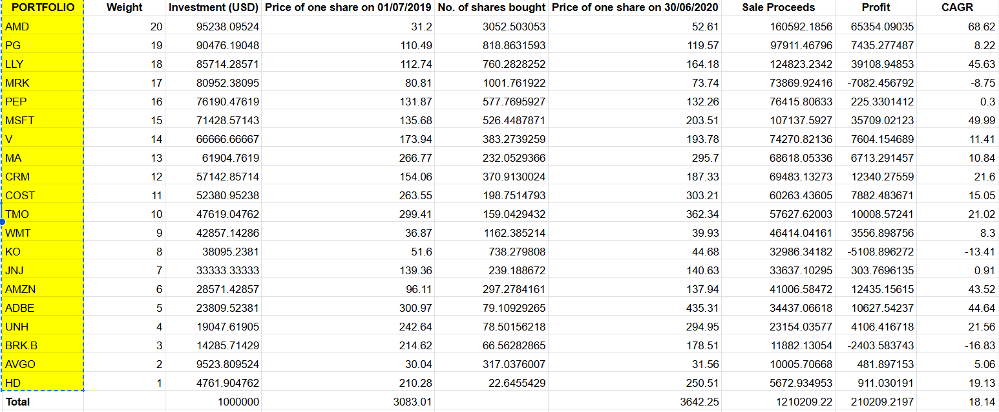 PORTFOLIO Weight Investment (USD) Price of one share on 01/07/2019 No. of shares bought Price of one share on 30/06/2020 Sale Proceeds Profit CAGR
AMD 20 95238.09524 31.2 3052.503053 52.61 160592.1856 65354.09035 68.62
PG 19 90476.19048 110.49 818.8631593 119.57 97911.46796 7435.277487 8.22
LLY 18 85714.28571 112.74 760.2828252 164.18 124823.2342 39108.94853 45.63
MRK 17 80952.38095 80.81 1001.761922 73.74 73869.92416 -7082.456792 -8.75
PEP 16 76190.47619 131.87 577.7695927 132.26 76415.80633 225.3301412 0.3
MSFT 15 71428.57143 135.68 526.4487871 203.51 107137.5927 35709.02123 49.99
V 14 66666.66667 173.94 383.2739259 193.78 74270.82136 7604.154689 11.41
MA 13 61904.7619 266.77 232.0529366 295.7 68618.05336 6713.291457 10.84
CRM 12 57142.85714 154.06 370.9130024 187.33 69483.13273 12340.27559 21.6
COST 11 52380.95238 263.55 198.7514793 303.21 60263.43605 7882.483671 15.05
TMO 10 47619.04762 299.41 159.0429432 362.34 57627.62003 10008.57241 21.02
WMT 9 42857.14286 36.87 1162.385214 39.93 46414.04161 3556.898756 8.3
KO 8 38095.2381 51.6 738.279808 44.68 32986.34182 -5108.896272 -13.41
JNJ 7 33333.33333 139.36 239.188672 140.63 33637.10295 303.7696135 0.91
AMZN 6 28571.42857 96.11 297.2784161 137.94 41006.58472 12435.15615 43.52
ADBE 5 23809.52381 300.97 79.10929265 435.31 34437.06618 10627.54237 44.64
UNH 4 19047.61905 242.64 78.50156218 294.95 23154.03577 4106.416718 21.56
BRK.B 3 14285.71429 214.62 66.56282865 178.51 11882.13054 -2403.583743 -16.83
AVGO 2 9523.809524 30.04 317.0376007 31.56 10005.70668 481.897153 5.06
HD 1 4761.904762 210.28 22.6455429 250.51 5672.934953 911.030191 19.13
Total 1000000 3083.01 3642.25 1210209.22 210209.2197 18.14